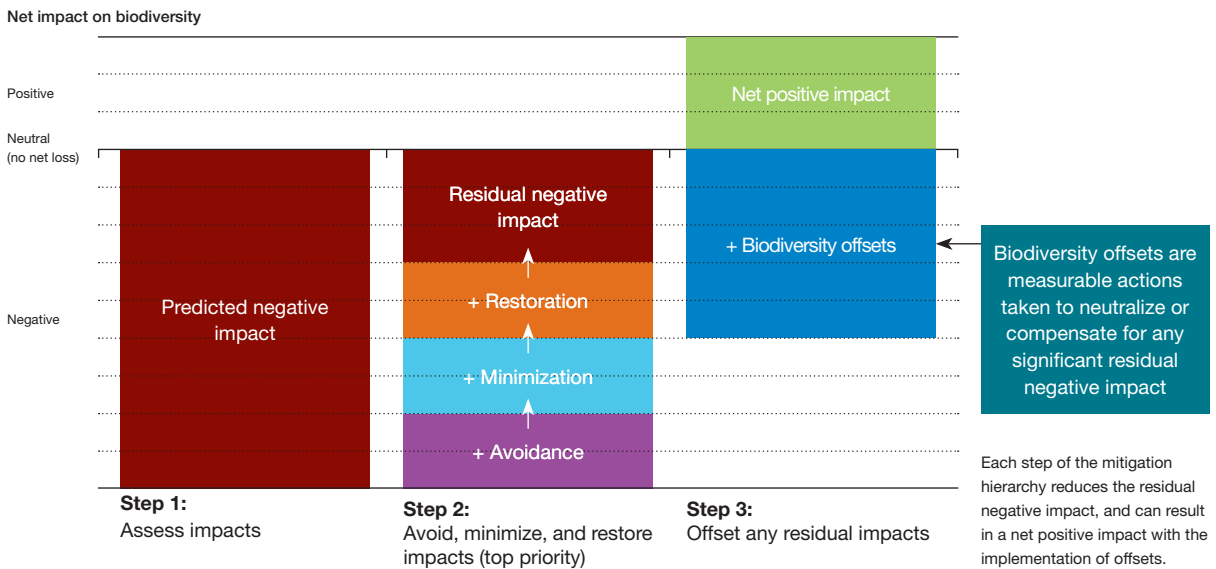 Net impact on biodiversity
Positive
Neutral
(no net loss)
Negative
Predicted negative
impact
Residual negative
impact
+ Restoration
+ Minimization
+ Avoidance
Net positive impact
+ Biodiversity offsets
Biodiversity offsets are
measurable actions
taken to neutralize or
compensate for any
significant residual
negative impact
Step 1:
Assess impacts
Step 2:
Avoid, minimize, and restore
impacts (top priority)
Step 3:
Offset any residual impacts
Each step of the mitigation
hierarchy reduces the residual
negative impact, and can result
in a net positive impact with the
implementation of offsets.